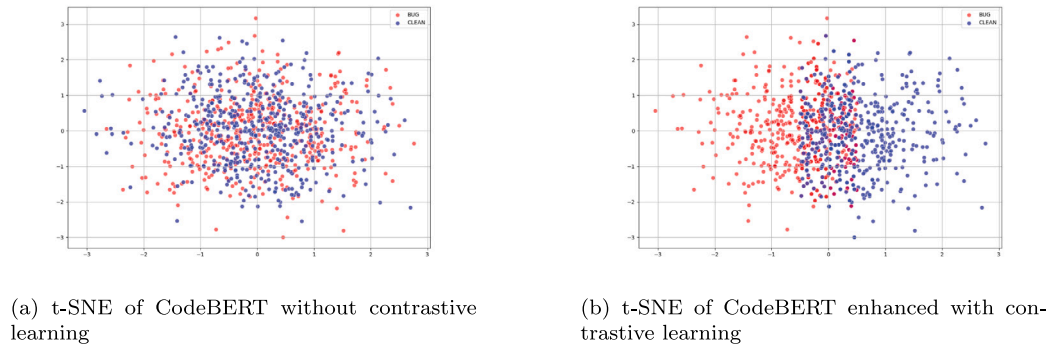 BUG
CLEAN
3
2
1
0
−1
−2
−3
−3 −2 −1 0 1 2 3
BUG
CLEAN
3
2
1
0
−1
−2
−3
−3 −2 −1 0 1 2 3
(a) t-SNE of CodeBERT without contrastive
learning
(b) t-SNE of CodeBERT enhanced with con-
trastive learning